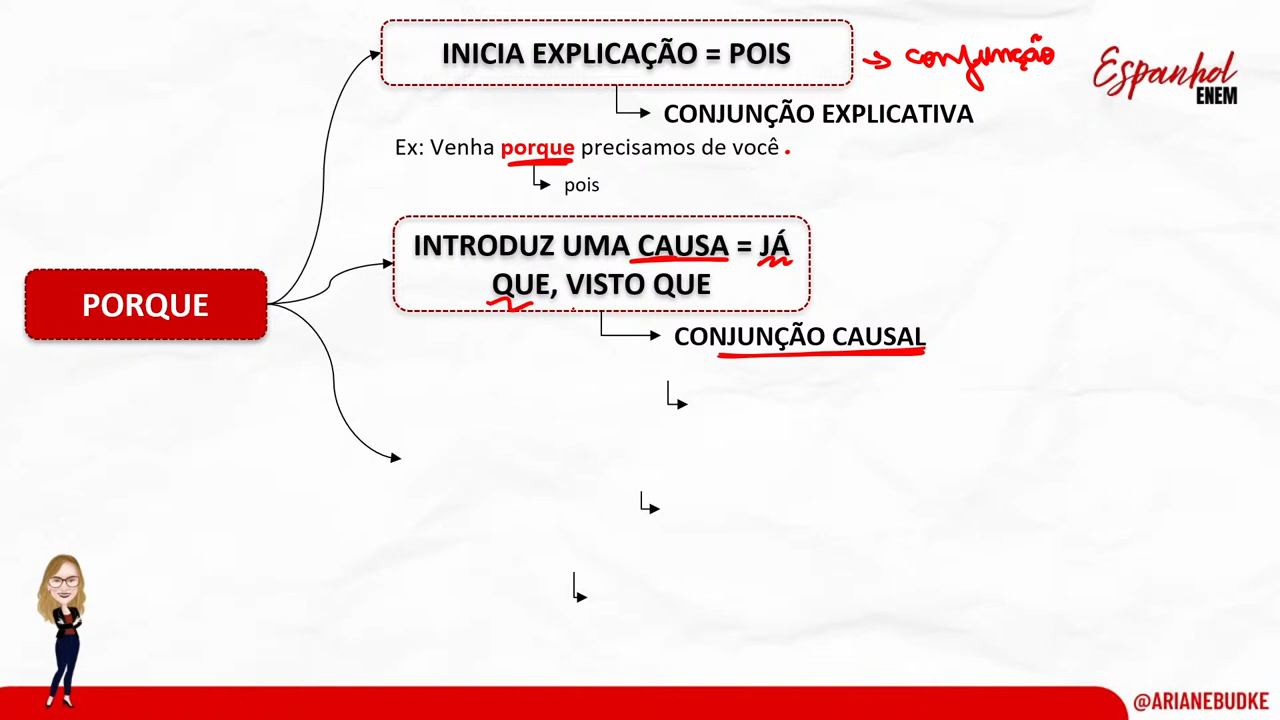 INICIA EXPLICAÇÃO = POIS
conjunção
Espanhol
ENEM
CONJUNÇÃO EXPLICATIVA
Ex: Venha porque precisamos de você.
pois
INTRODUZ UMA CAUSA = JÁ
QUE, VISTO QUE
PORQUE
CONJUNÇÃO CAUSAL
@ARIANEBUDKE